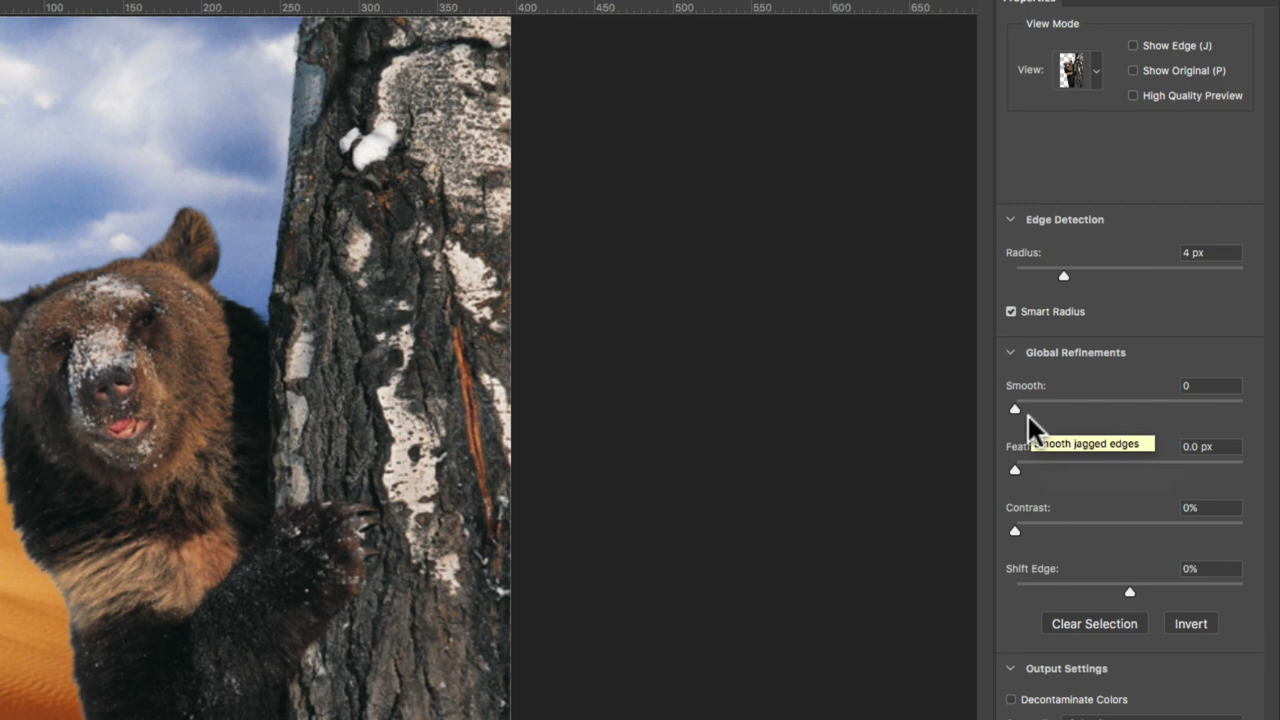 100 150 200 250 300 350 400 450 500 550 600 650
Properties
View Mode
View:
Show Edge (J)
Show Original (P)
High Quality Preview
Edge Detection
Radius: 4 px
Smart Radius
Global Refinements
Smooth: 0
Smooth jagged edges
0.0 px
Contrast: 0%
Shift Edge: 0%
Clear Selection Invert
Output Settings
Decontaminate Colors